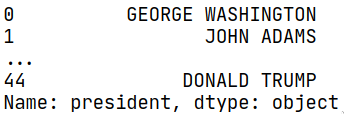 0 GEORGE WASHINGTON
1 JOHN ADAMS
...
44 DONALD TRUMP
Name: president, dtype: object